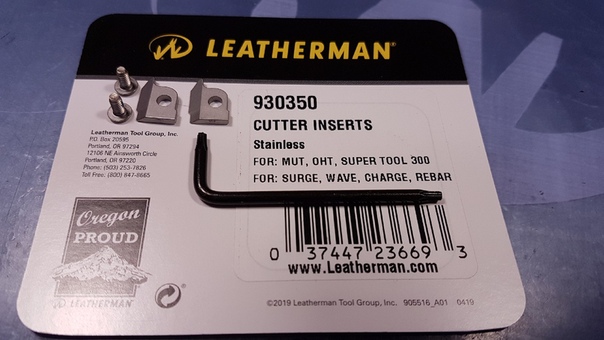 LEATHERMAN®
930350
CUTTER INSERTS
Stainless
FOR: MUT, OHT, SUPER TOOL 300
FOR: SURGE, WAVE, CHARGE, REBAR
Leatherman Tool Group, Inc.
P.O. Box 20595
Portland, OR 97294
12106 NE Ainsworth Circle
Portland, OR 97220
Phone: (503) 253-7826
Toll Free: (800) 847-8665
Oregon
PROUD
LEATHERMAN
0 37447 23669 3
www.Leatherman.com
©2019 Leatherman Tool Group, Inc. 905516_A01 0419